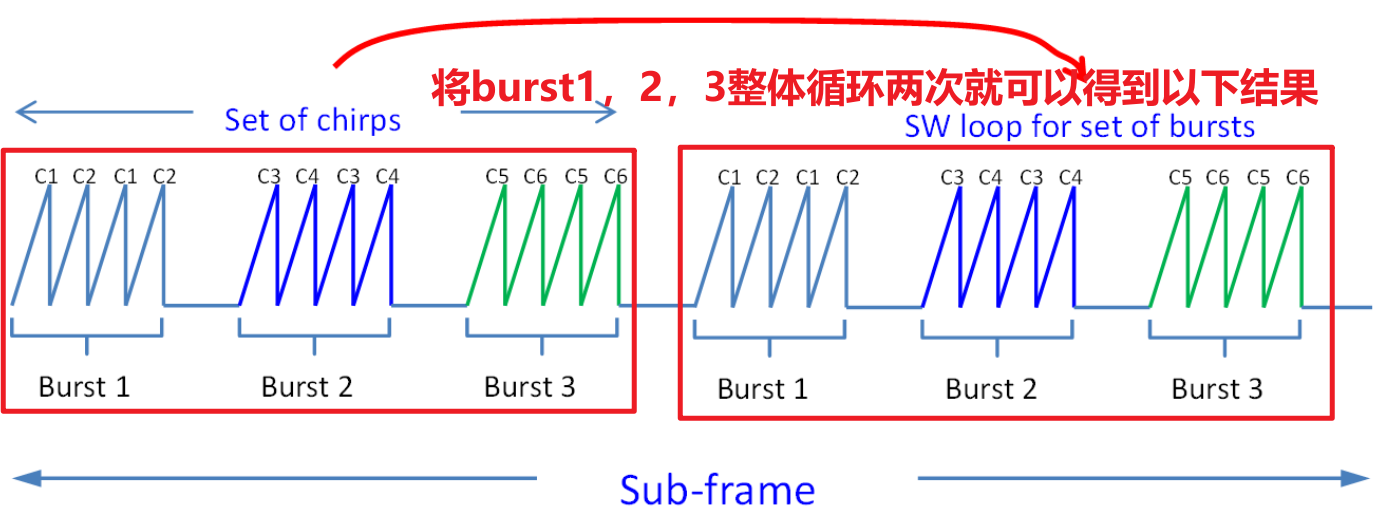 将burst1，2，3整体循环两次就可以得到以下结果
Set of chirps
SW loop for set of bursts
C1 C2 C1 C2 C3 C4 C3 C4 C5 C6 C5 C6 C1 C2 C1 C2 C3 C4 C3 C4 C5 C6 C5 C6
Burst 1 Burst 2 Burst 3 Burst 1 Burst 2 Burst 3
Sub-frame